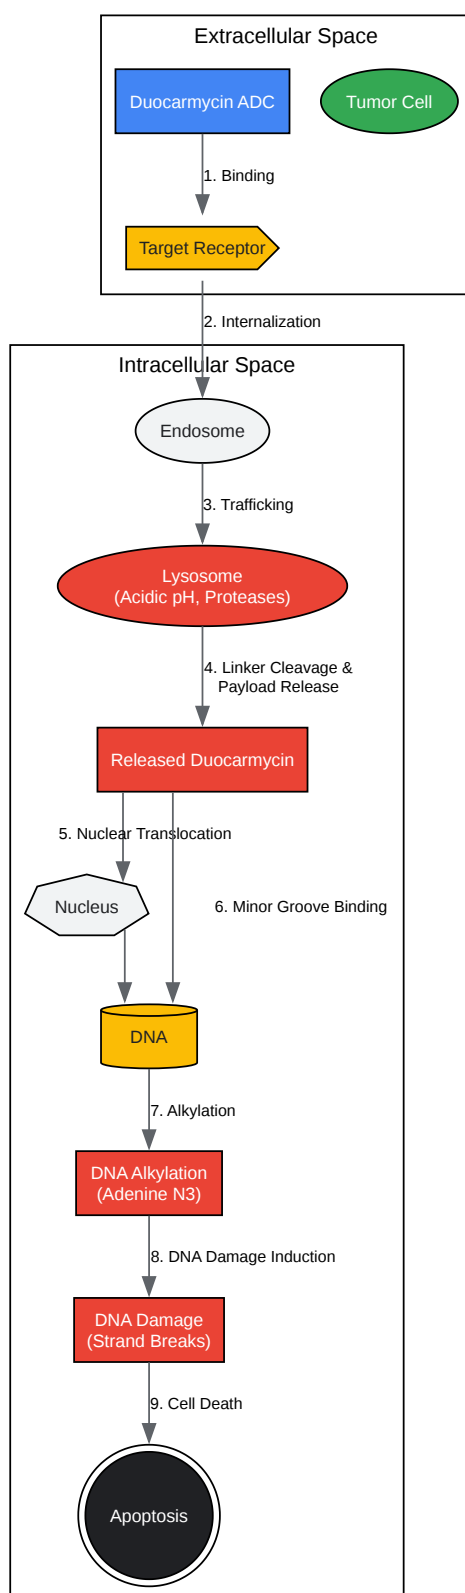 Extracellular Space
Duocarmycin ADC
Tumor Cell
1. Binding
Target Receptor
2. Internalization
Intracellular Space
Endosome
3. Trafficking
Lysosome
(Acidic pH, Proteases)
4. Linker Cleavage &
Payload Release
Released Duocarmycin
5. Nuclear Translocation
Nucleus
6. Minor Groove Binding
DNA
7. Alkylation
DNA Alkylation
(Adenine N3)
8. DNA Damage Induction
DNA Damage
(Strand Breaks)
9. Cell Death
Apoptosis